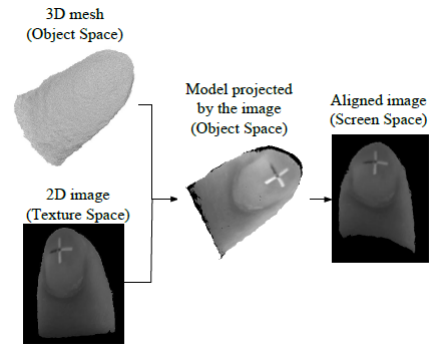 3D mesh
(Object Space)
Model projected
by the image
(Object Space)
Aligned image
(Screen Space)
2D image
(Texture Space)